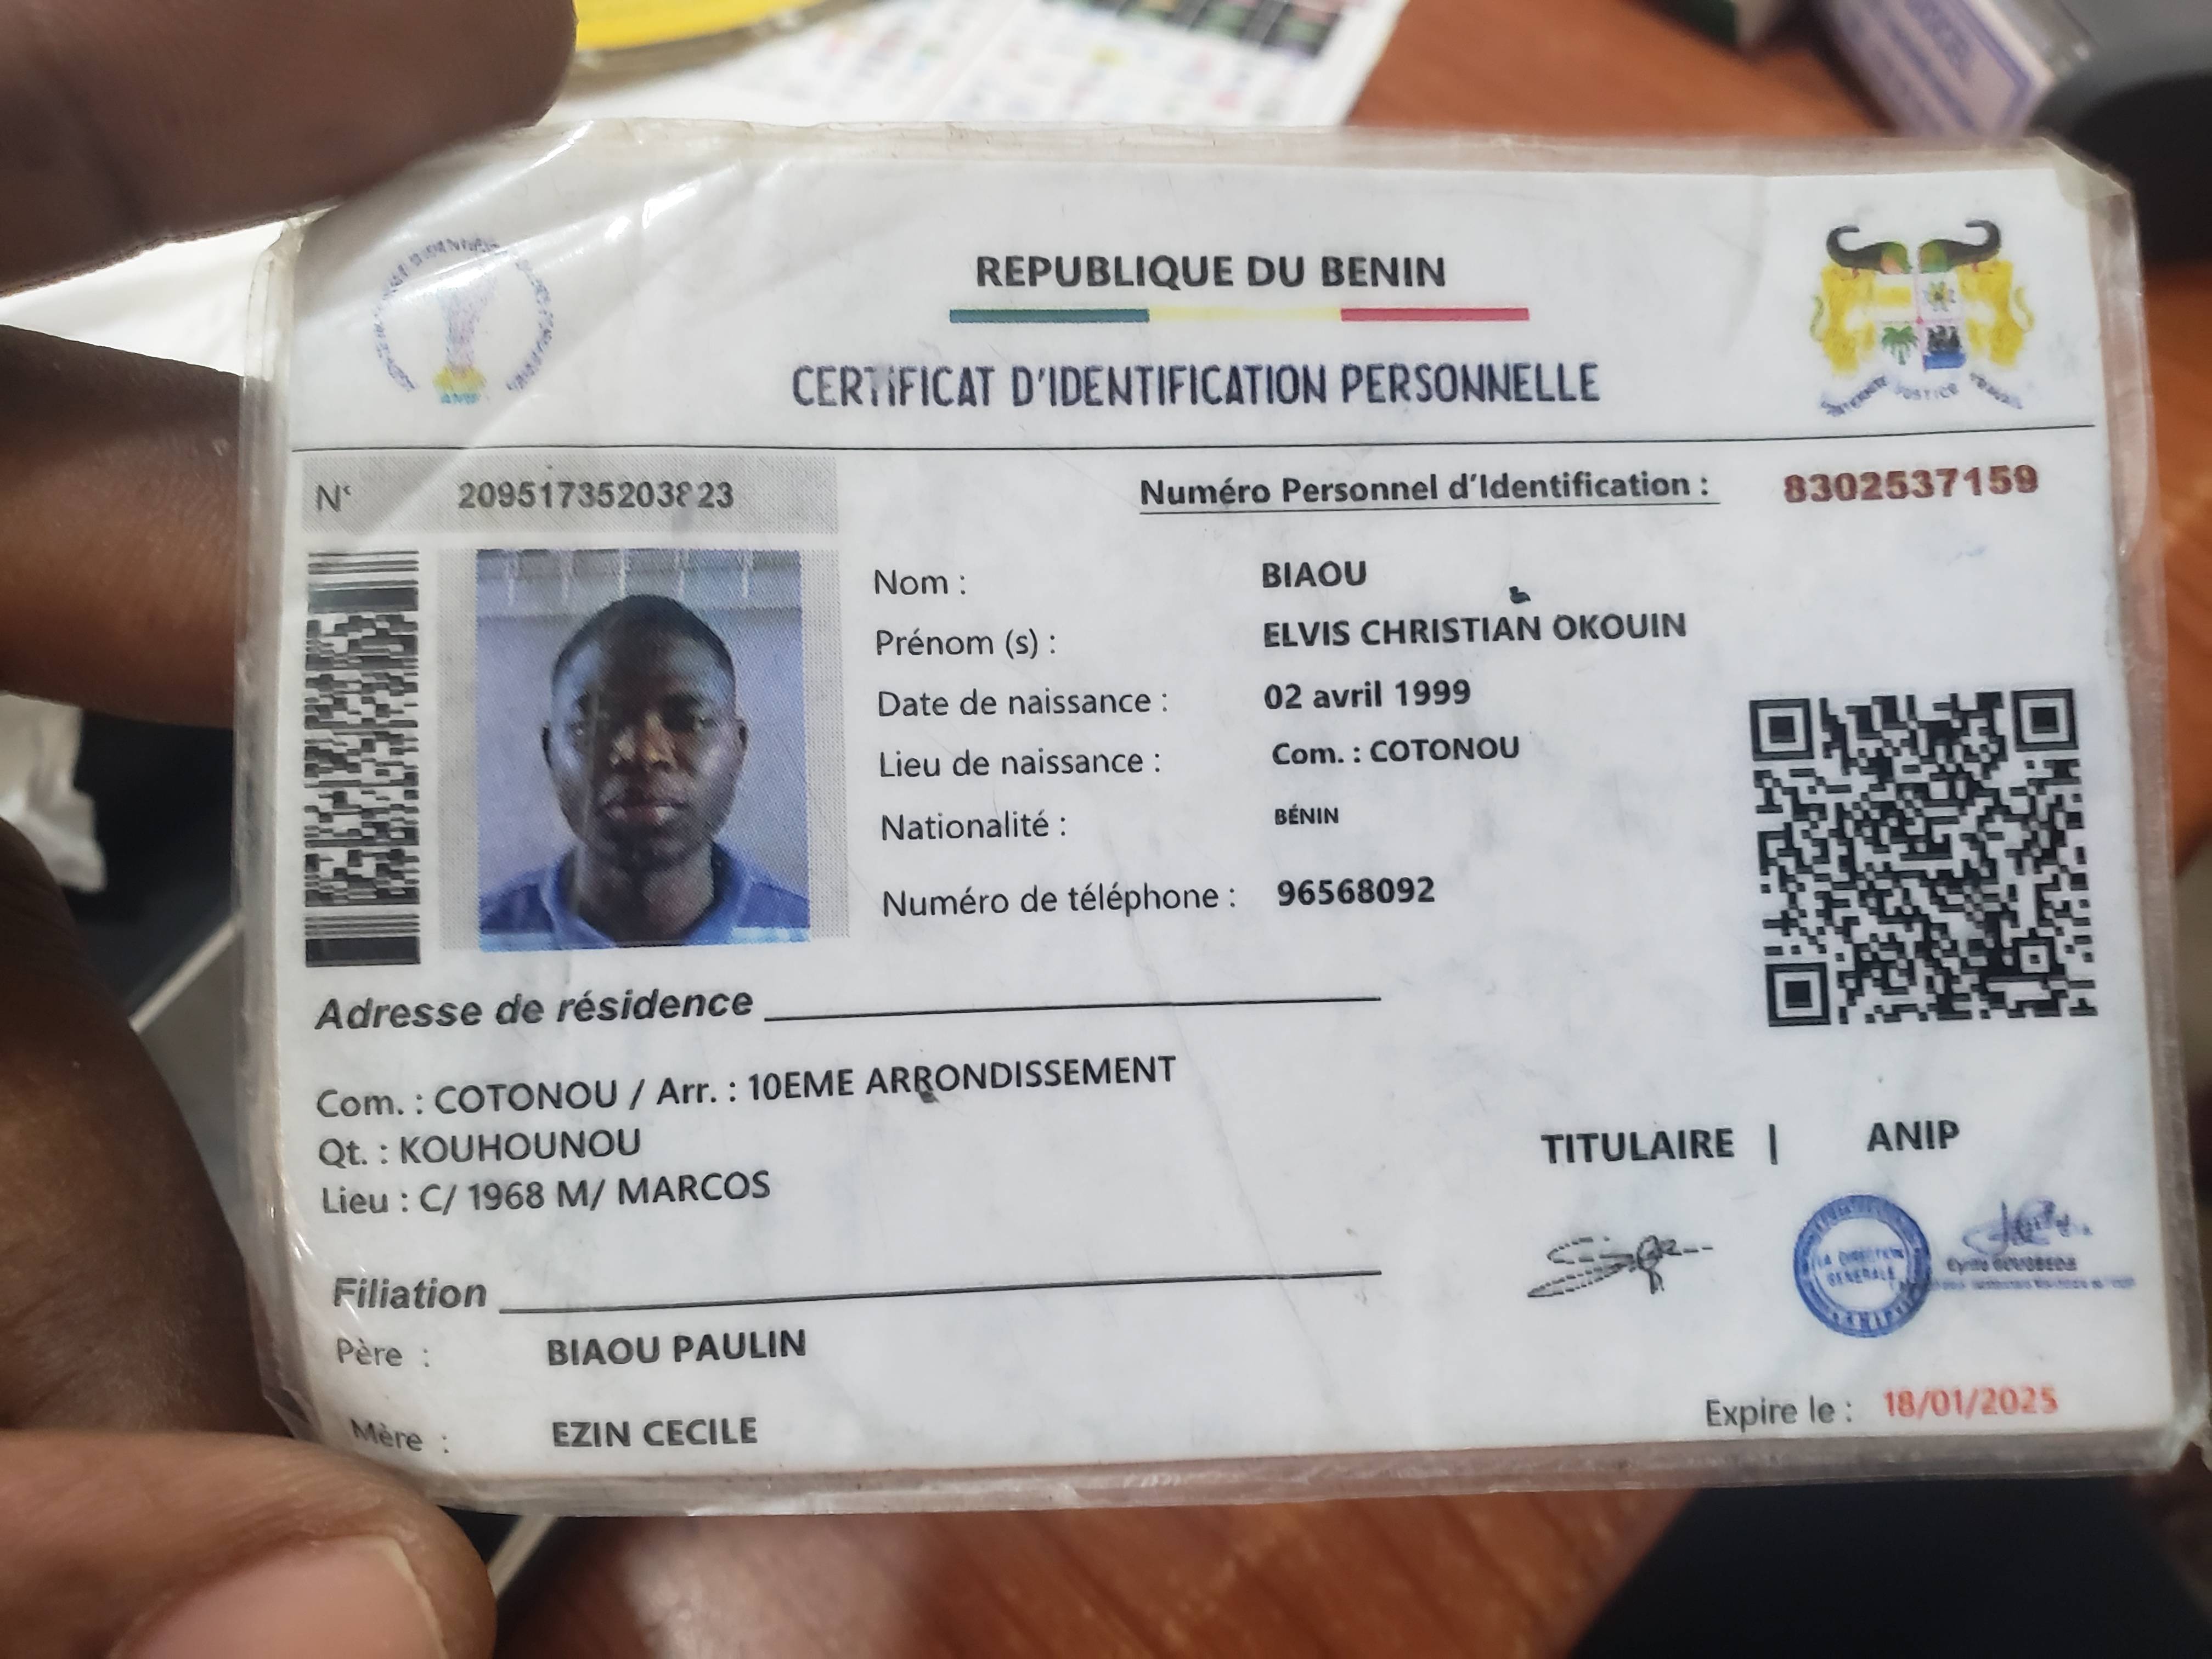 REPUBLIQUE DU BENIN
CERTIFICAT D'IDENTIFICATION PERSONNELLE
ANIP
JUSTICE
N° 20951735203823
Numéro Personnel d'Identification : 8302537159
Nom : BIAOU
Prénom (s) : ELVIS CHRISTIAN OKOUIN
Date de naissance : 02 avril 1999
Lieu de naissance : Com. : COTONOU
Nationalité : BÉNIN
Numéro de téléphone : 96568092
Adresse de résidence
Com. : COTONOU / Arr. : 10EME ARRONDISSEMENT
Qt. : KOUHOUNOU
Lieu : C/ 1968 M/ MARCOS
TITULAIRE | ANIP
LA DIRECTION
GENERALE
Filiation
Père : BIAOU PAULIN
Mère : EZIN CECILE
Expire le : 18/01/2025